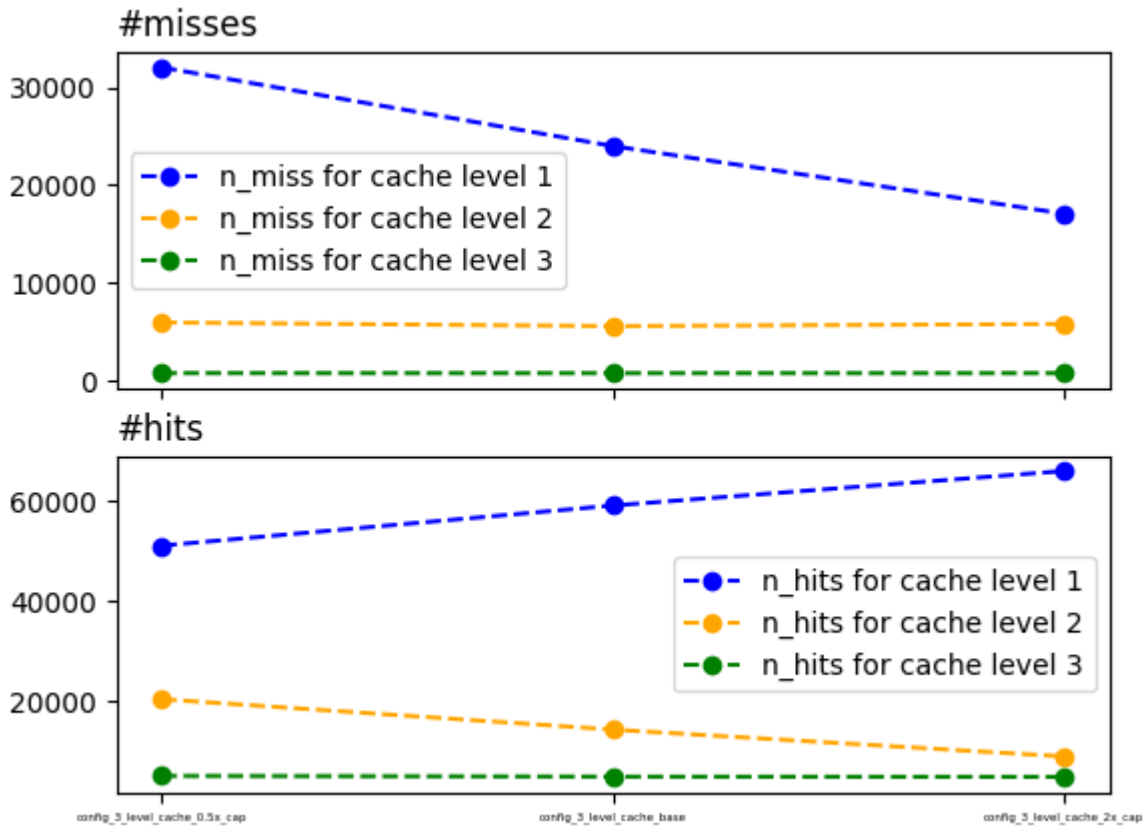 #misses
30000
20000
10000
0
n_miss for cache level 1
n_miss for cache level 2
n_miss for cache level 3
#hits
60000
40000
20000
n_hits for cache level 1
n_hits for cache level 2
n_hits for cache level 3
config_3_level_cache_0.5x_cap
config_3_level_cache_base
config_3_level_cache_2x_cap